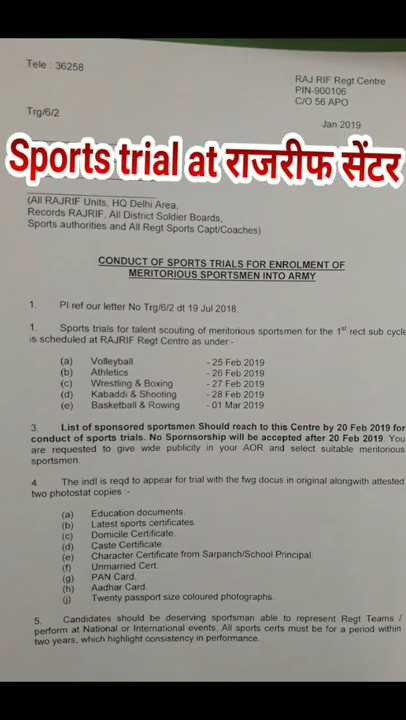 Tele : 36258
RAJ RIF Regt Centre
PIN-900106
C/O 56 APO
Trg/6/2
Jan 2019
Sports trial at राजरीफ सेंटर
(All RAJRIF Units, HQ Delhi Area,
Records RAJRIF, All District Soldier Boards,
Sports authorities and All Regt Sports Capt/Coaches)
CONDUCT OF SPORTS TRIALS FOR ENROLMENT OF
MERITORIOUS SPORTSMEN INTO ARMY
1. Pl ref our letter No Trg/6/2 dt 19 Jul 2018.
1. Sports trials for talent scouting of meritorious sportsmen for the 1st rect sub cycle
is scheduled at RAJRIF Regt Centre as under:-
(a) Volleyball - 25 Feb 2019
(b) Athletics - 26 Feb 2019
(c) Wrestling & Boxing - 27 Feb 2019
(d) Kabaddi & Shooting - 28 Feb 2019
(e) Basketball & Rowing - 01 Mar 2019
3. List of sponsored sportsmen Should reach to this Centre by 20 Feb 2019 for
conduct of sports trials. No Spornsorship will be accepted after 20 Feb 2019. You
are requested to give wide publicity in your AOR and select suitable meritorious
sportsmen.
4. The indl is reqd to appear for trial with the fwg docus in original alongwith attested
two photostat copies :-
(a) Education documents.
(b) Latest sports certificates.
(c) Domicile Certificate.
(d) Caste Certificate.
(e) Character Certificate from Sarpanch/School Principal.
(f) Unmarried Cert.
(g) PAN Card.
(h) Aadhar Card.
(j) Twenty passport size coloured photographs.
5. Candidates should be deserving sportsman able to represent Regt Teams /
perform at National or International events. All sports certs must be for a period within
two years, which highlight consistency in performance.